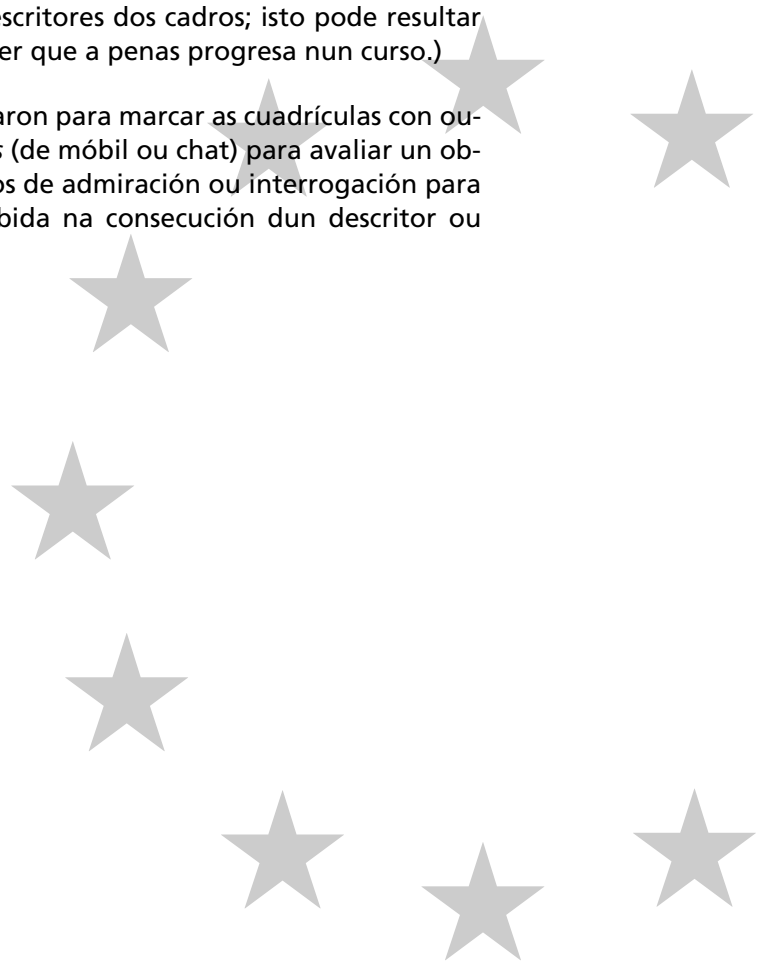 escritores dos cadros; isto pode resultar
er que a penas progresa nun curso.)
aron para marcar as cuadrículas con ou-
s (de móbil ou chat) para avaliar un ob-
os de admiración ou interrogación para
bida na consecución dun descritor ou